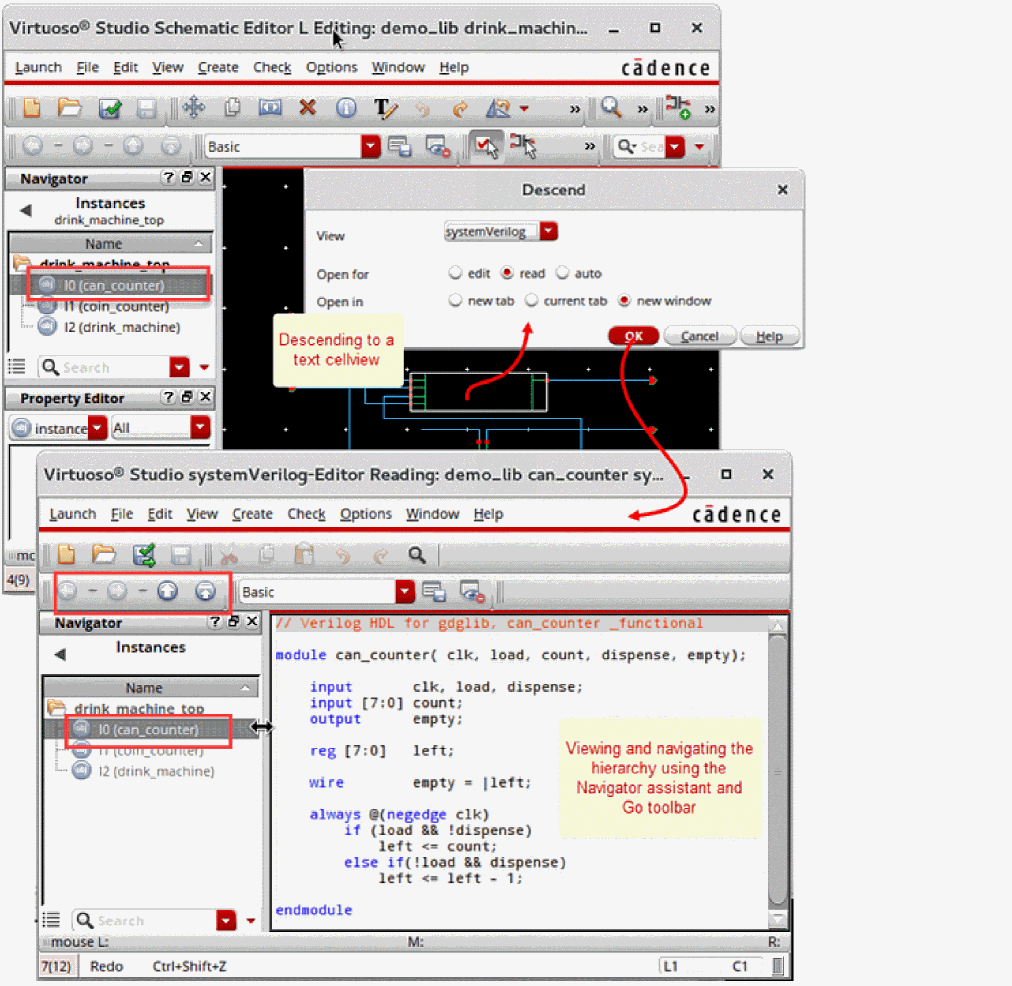 Virtuoso® Studio Schematic Editor L Editing: demo_lib drink_machin...
Launch File Edit View Create Check Options Window Help
cādence
»
»
»
Basic
»
Navigator
Instances
drink_machine_top
Name
drink_machine_top
I0 (can_counter)
I1 (coin_counter)
I2 (drink_machine)
Search
Property Editor
instance
All
4(9)
Descend
View
systemVerilog
Open for
edit
read
auto
Open in
new tab
current tab
new window
OK
Cancel
Help
Descending to a
text cellview
Virtuoso® Studio systemVerilog-Editor Reading: demo_lib can_counter sy...
Launch File Edit View Create Check Options Window Help
cādence
Basic
Navigator
Instances
Name
drink_machine_top
I0 (can_counter)
I1 (coin_counter)
I2 (drink_machine)
Search
// Verilog HDL for gdglib, can_counter _functional
module can_counter( clk, load, count, dispense, empty);
input clk, load, dispense;
input [7:0] count;
output empty;
reg [7:0] left;
wire empty = |left;
always @(negedge clk)
if (load && !dispense)
left <= count;
else if(!load && dispense)
left <= left - 1;
endmodule
Viewing and navigating the
hierarchy using the
Navigator assistant and
Go toolbar
mouse L:
M:
R:
7(12)
Redo
Ctrl+Shift+Z
L1
C1